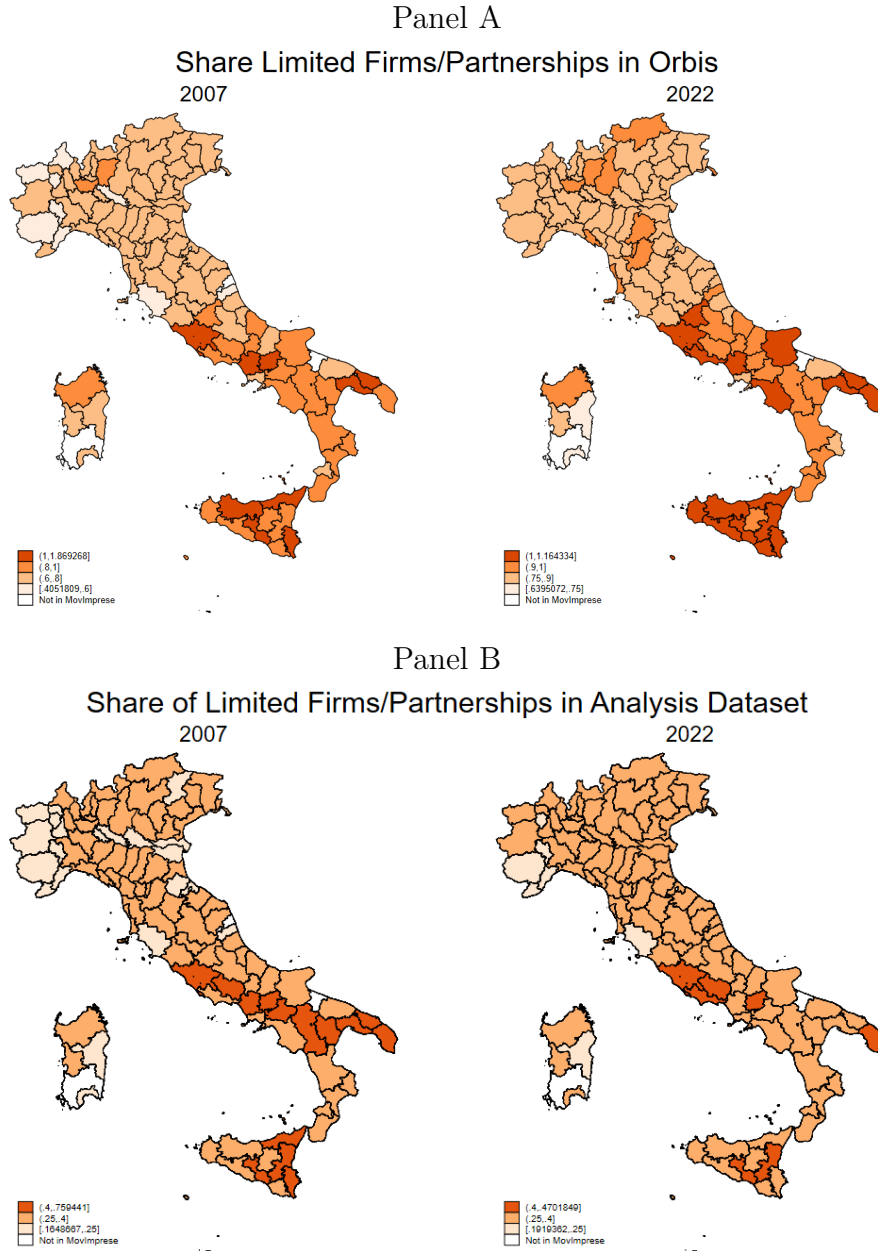 Panel A
Share Limited Firms/Partnerships in Orbis
2007
2022
(1,1.869268]
(.8,1]
(.6,.8]
[.4051809,.6]
Not in MovImprese
(1,1.164334]
(.9,1]
(.75,.9]
[.6395072,.75]
Not in MovImprese
Panel B
Share of Limited Firms/Partnerships in Analysis Dataset
2007
2022
(.4,.759441]
(.25,.4]
[.1648667,.25]
Not in MovImprese
(.4,.4701849]
(.25,.4]
[.1919362,.25]
Not in MovImprese